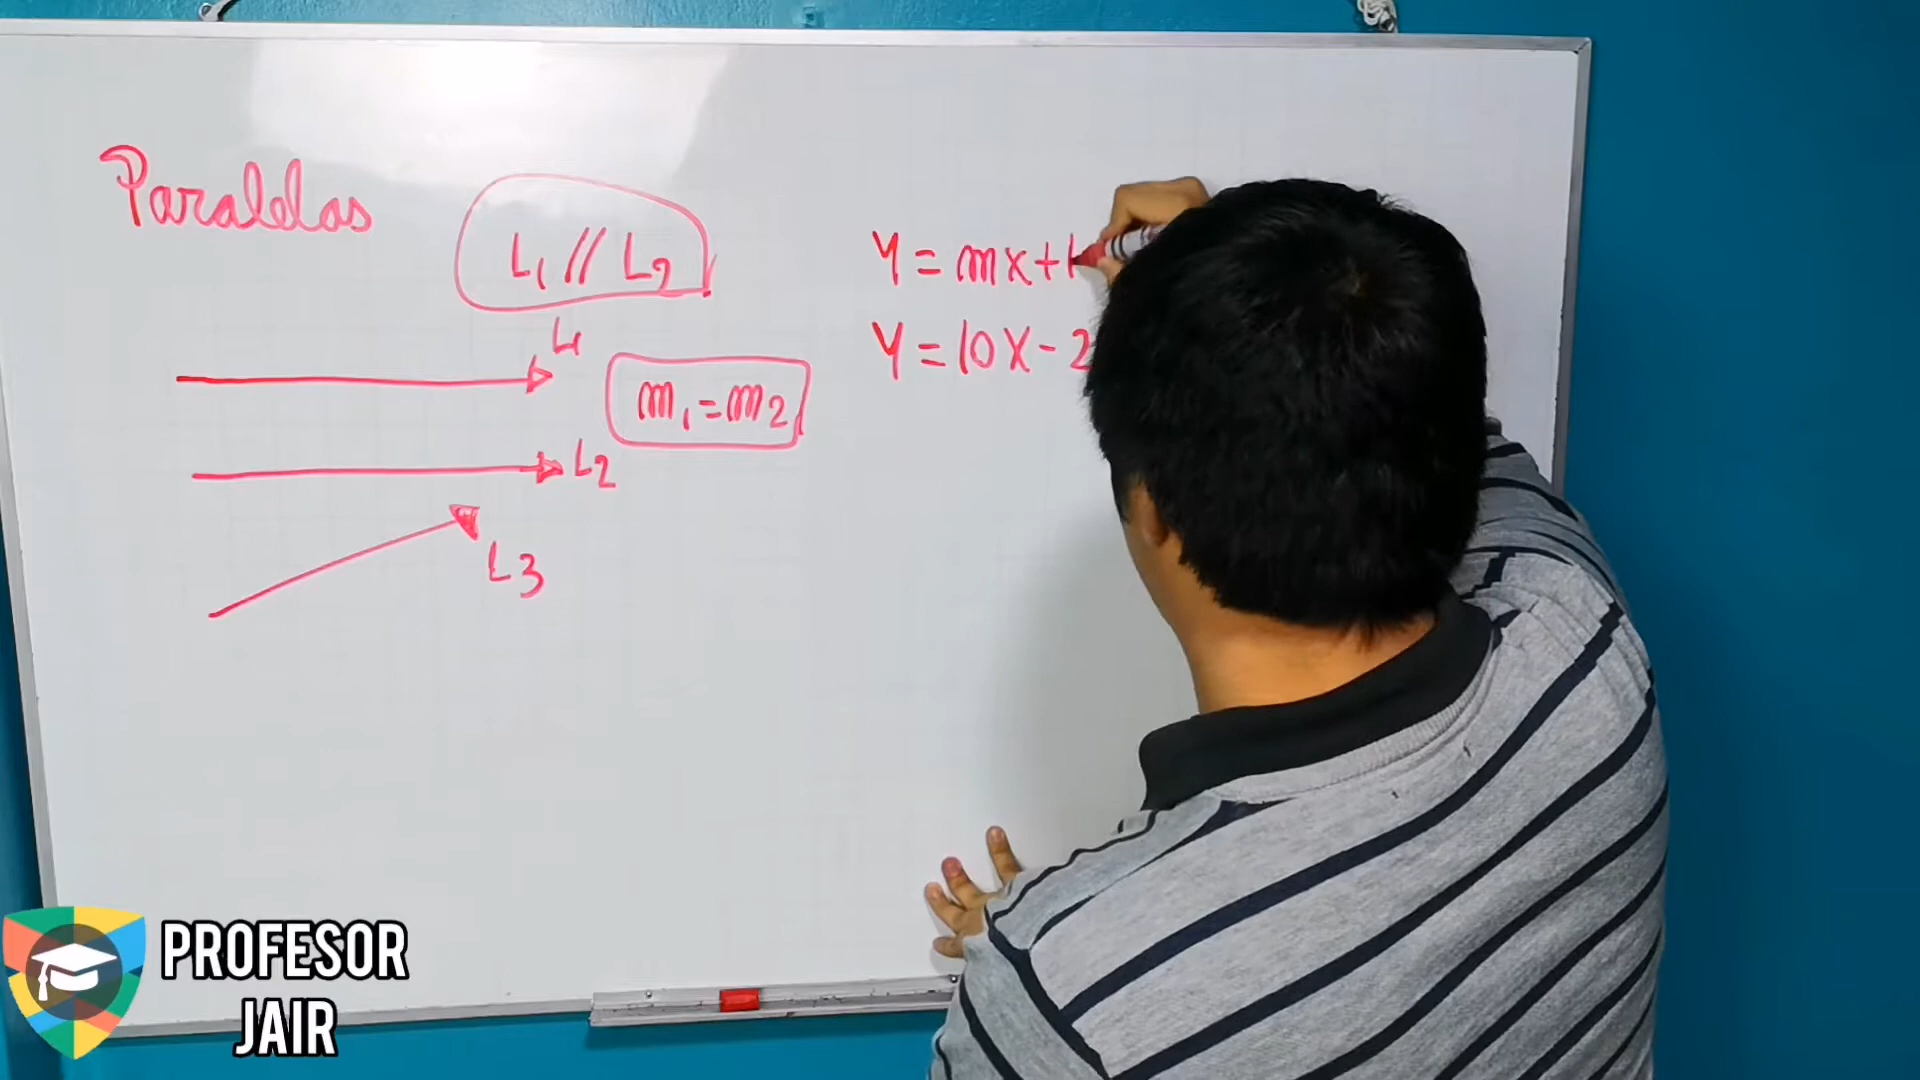 Paralelas
L1 // L2
L1
m1 = m2
L2
L3
Y = mx +
Y = 10X - 2
PROFESOR
JAIR